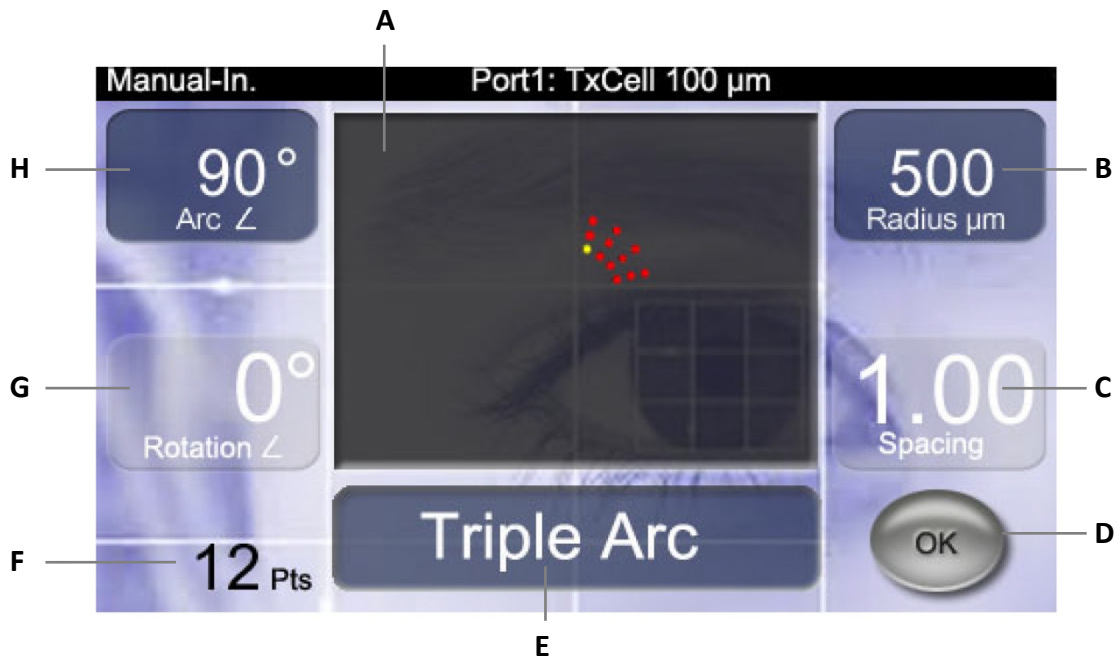 A
Manual-In. Port1: TxCell 100 µm
H 90° 500 B
Arc ∠ Radius µm
G 0° 1.00 C
Rotation ∠ Spacing
Triple Arc OK D
F 12 Pts
E